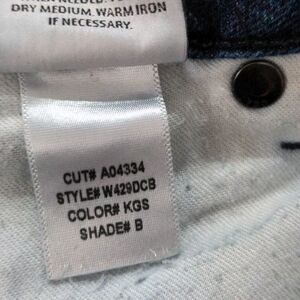 DRY MEDIUM. WARM IRON
IF NECESSARY.
CUT# A04334
STYLE# W429DCB
COLOR# KGS
SHADE# B